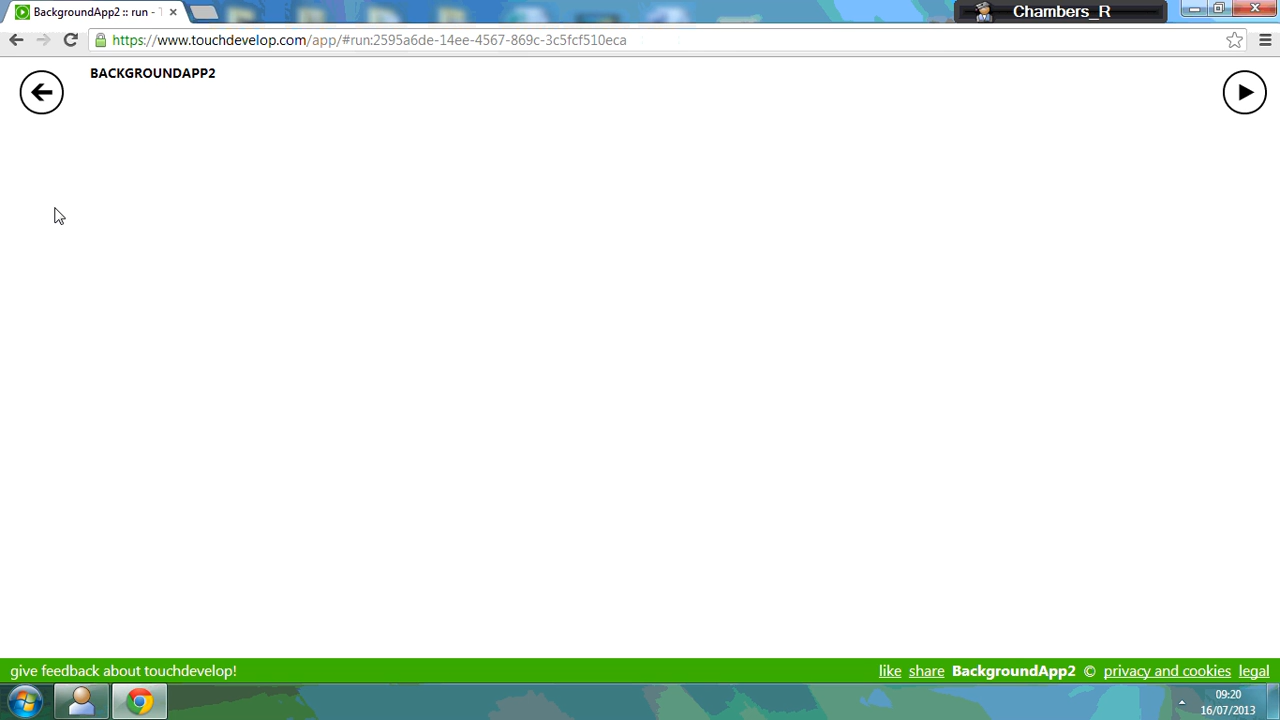 BackgroundApp2 :: run -
Chambers_R
https://www.touchdevelop.com/app/#run:2595a6de-14ee-4567-869c-3c5fcf510eca
BACKGROUNDAPP2
give feedback about touchdevelop!
like share BackgroundApp2 © privacy and cookies legal
09:20
16/07/2013